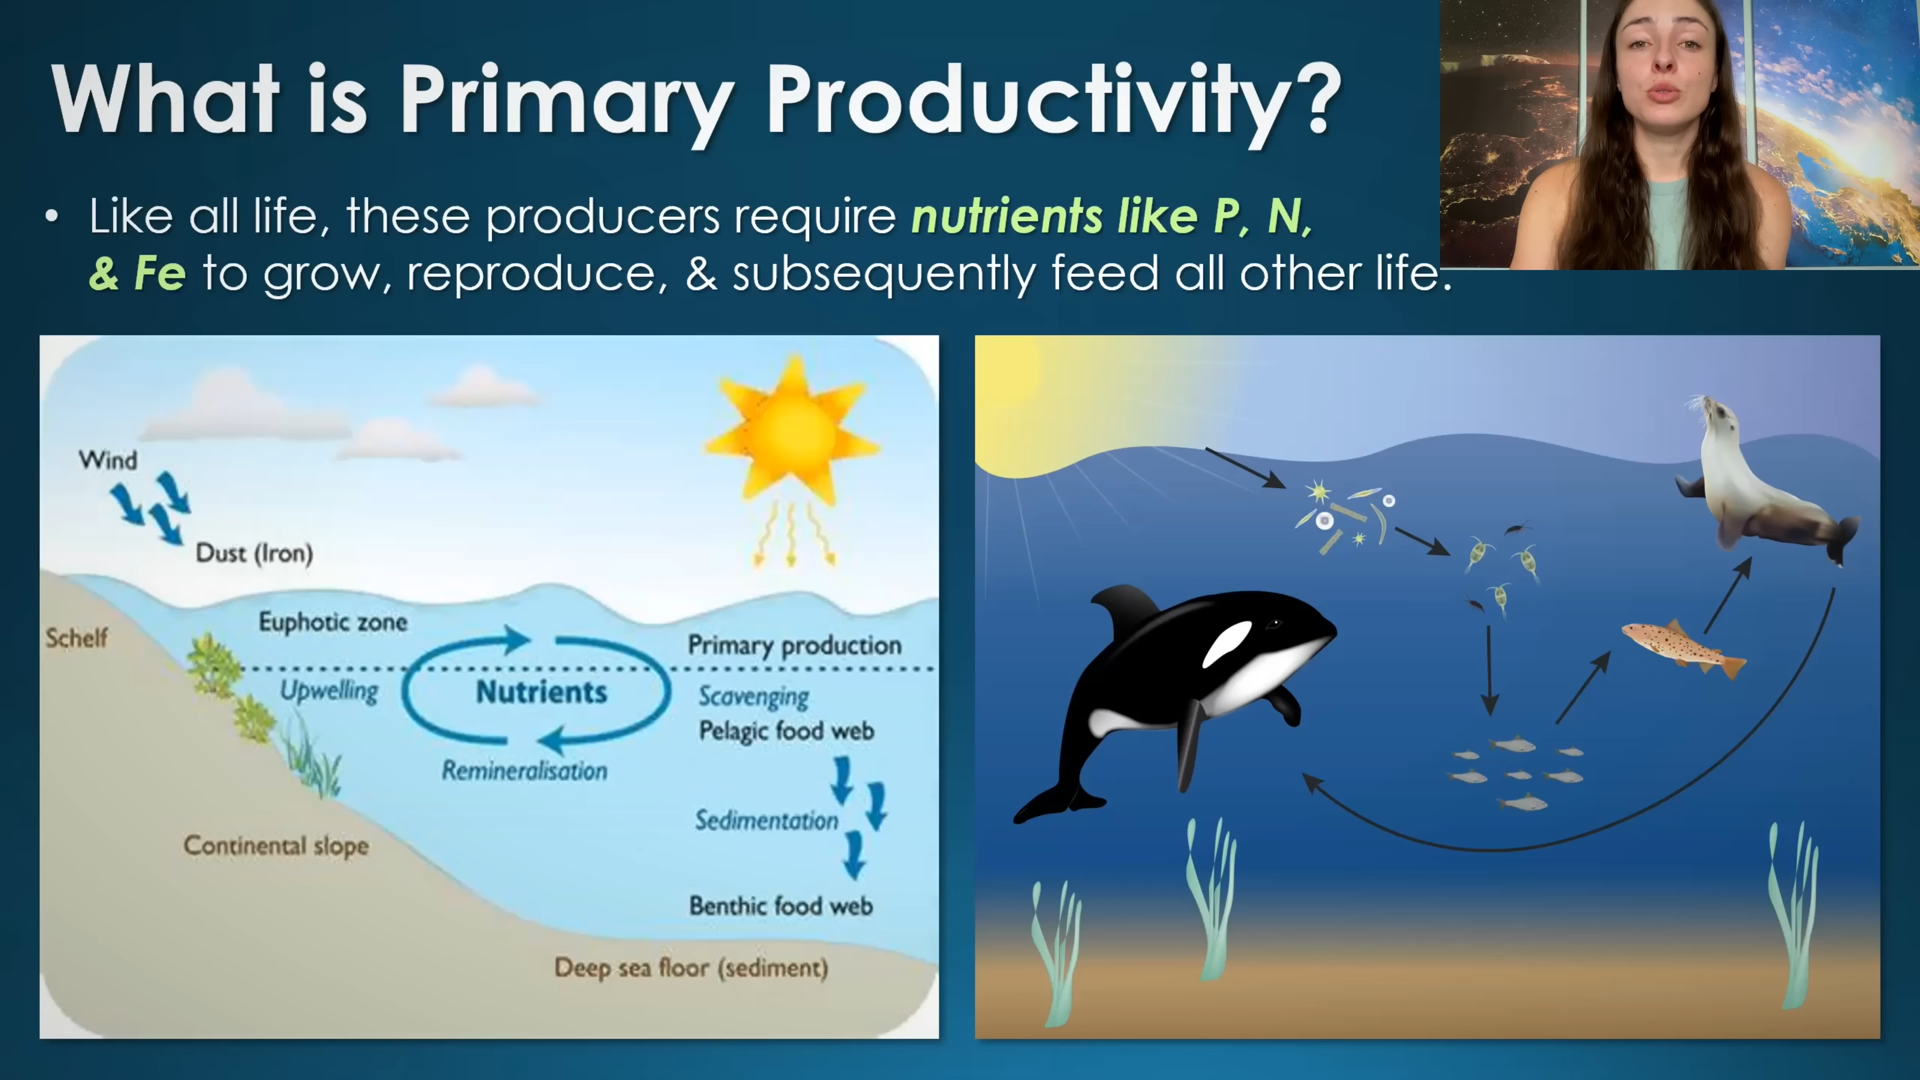 What is Primary Productivity?
• Like all life, these producers require nutrients like P, N,
& Fe to grow, reproduce, & subsequently feed all other life.
Wind
Dust (Iron)
Schelf
Euphotic zone
Primary production
Upwelling
Nutrients
Scavenging
Pelagic food web
Remineralisation
Sedimentation
Continental slope
Benthic food web
Deep sea floor (sediment)